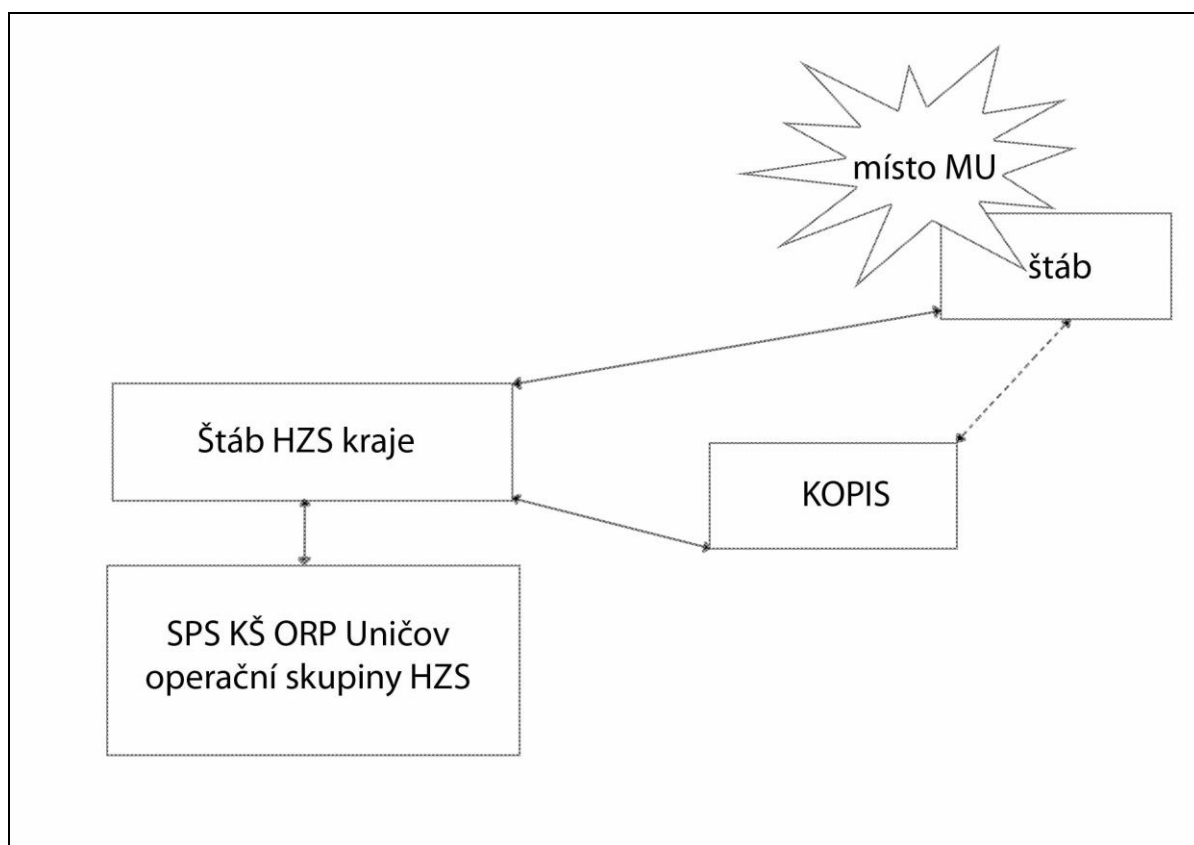 místo MU
štáb
Štáb HZS kraje
KOPIS
SPS KŠ ORP Uničov
operační skupiny HZS